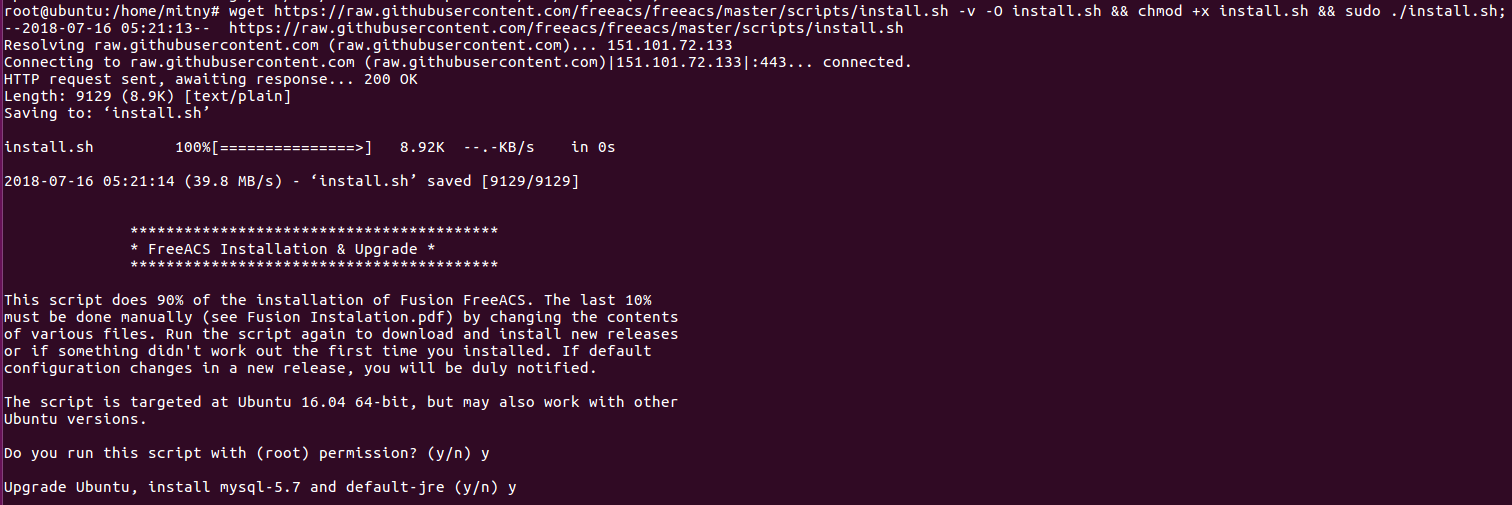 root@ubuntu:/home/mitny# wget https://raw.githubusercontent.com/freeacs/freeacs/master/scripts/install.sh -v -O install.sh && chmod +x install.sh && sudo ./install.sh;
--2018-07-16 05:21:13--  https://raw.githubusercontent.com/freeacs/freeacs/master/scripts/install.sh
Resolving raw.githubusercontent.com (raw.githubusercontent.com)... 151.101.72.133
Connecting to raw.githubusercontent.com (raw.githubusercontent.com)|151.101.72.133|:443... connected.
HTTP request sent, awaiting response... 200 OK
Length: 9129 (8.9K) [text/plain]
Saving to: ‘install.sh’
install.sh         100%[===============>]   8.92K  --.-KB/s    in 0s
2018-07-16 05:21:14 (39.8 MB/s) - ‘install.sh’ saved [9129/9129]
*****************************************
* FreeACS Installation & Upgrade *
*****************************************
This script does 90% of the installation of Fusion FreeACS. The last 10%
must be done manually (see Fusion Instalation.pdf) by changing the contents
of various files. Run the script again to download and install new releases
or if something didn't work out the first time you installed. If default
configuration changes in a new release, you will be duly notified.
The script is targeted at Ubuntu 16.04 64-bit, but may also work with other
Ubuntu versions.
Do you run this script with (root) permission? (y/n) y
Upgrade Ubuntu, install mysql-5.7 and default-jre (y/n) y